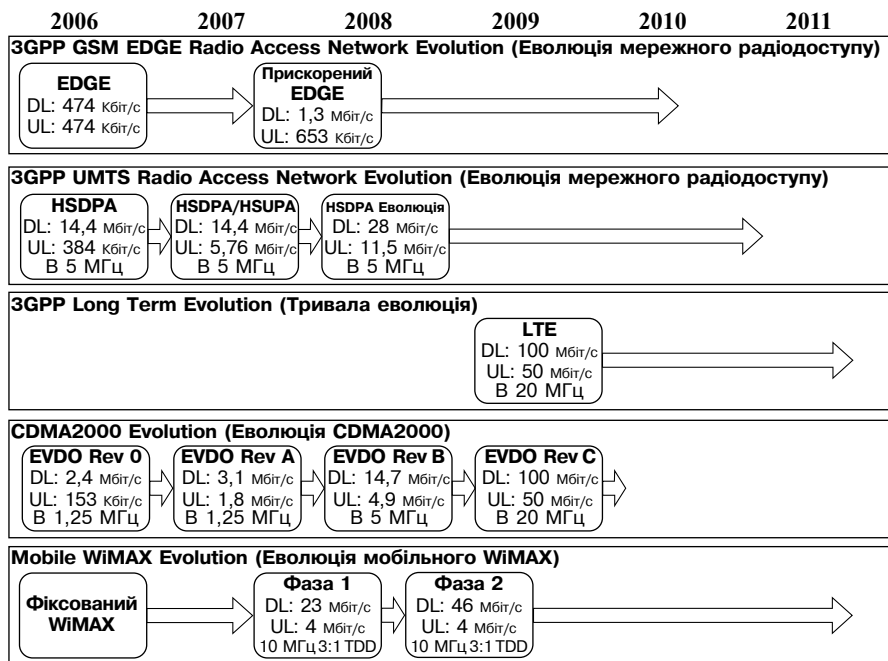 2006 2007 2008 2009 2010 2011
3GPP GSM EDGE Radio Access Network Evolution (Еволюція мережного радіодоступу)
EDGE
DL: 474 Кбіт/с
UL: 474 Кбіт/с
Прискорений
EDGE
DL: 1,3 Мбіт/с
UL: 653 Кбіт/с
3GPP UMTS Radio Access Network Evolution (Еволюція мережного радіодоступу)
HSDPA
DL: 14,4 Мбіт/с
UL: 384 Кбіт/с
В 5 МГц
HSDPA/HSUPA
DL: 14,4 Мбіт/с
UL: 5,76 Мбіт/с
В 5 МГц
HSDPA Еволюція
DL: 28 Мбіт/с
UL: 11,5 Мбіт/с
В 5 МГц
3GPP Long Term Evolution (Тривала еволюція)
LTE
DL: 100 Мбіт/с
UL: 50 Мбіт/с
В 20 МГц
CDMA2000 Evolution (Еволюція CDMA2000)
EVDO Rev 0
DL: 2,4 Мбіт/с
UL: 153 Кбіт/с
В 1,25 МГц
EVDO Rev A
DL: 3,1 Мбіт/с
UL: 1,8 Мбіт/с
В 1,25 МГц
EVDO Rev B
DL: 14,7 Мбіт/с
UL: 4,9 Мбіт/с
В 5 МГц
EVDO Rev C
DL: 100 Мбіт/с
UL: 50 Мбіт/с
В 20 МГц
Mobile WiMAX Evolution (Еволюція мобільного WiMAX)
Фіксований
WiMAX
Фаза 1
DL: 23 Мбіт/с
UL: 4 Мбіт/с
10 МГц 3:1 TDD
Фаза 2
DL: 46 Мбіт/с
UL: 4 Мбіт/с
10 МГц 3:1 TDD